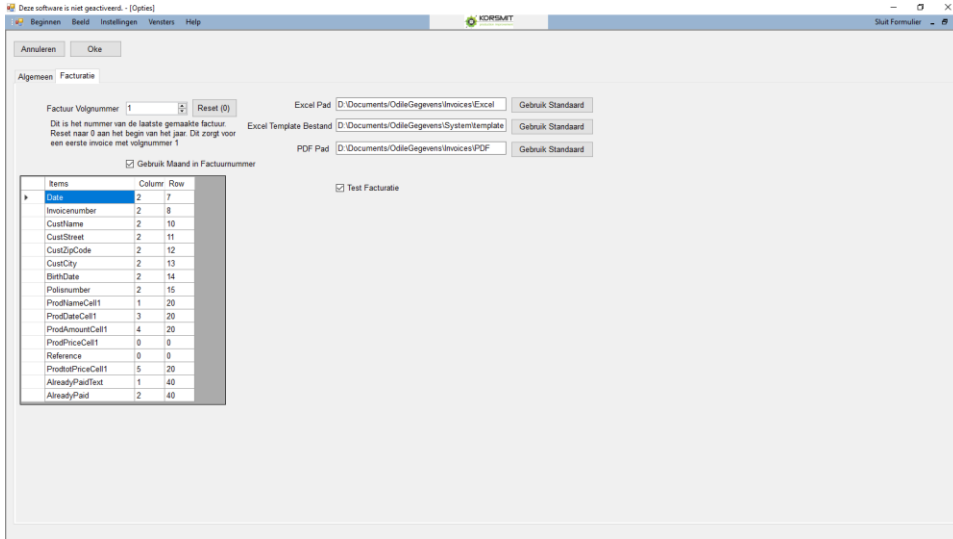 Deze software is niet geactiveerd. - [Opties]
Beginnen Beeld Instellingen Vensters Help
KORSMIT
Sluit Formulier
Annuleren Oke
Algemeen Facturatie
Factuur Volgnummer 1 Reset (0)
Dit is het nummer van de laatste gemaakte factuur.
Reset naar 0 aan het begin van het jaar. Dit zorgt voor
een eerste invoice met volgnummer 1
Gebruik Maand in Factuurnummer
Excel Pad D:\Documents/OdileGegevens\Invoices\Excel Gebruik Standaard
Excel Template Bestand D:\Documents/OdileGegevens\System\template Gebruik Standaard
PDF Pad D:\Documents/OdileGegevens\Invoices\PDF Gebruik Standaard
Test Facturatie
Items Columr Row
Date 2 7
Invoicenumber 2 8
CustName 2 10
CustStreet 2 11
CustZipCode 2 12
CustCity 2 13
BirthDate 2 14
Polisnumber 2 15
ProdNameCell1 1 20
ProdDateCell1 3 20
ProdAmountCell1 4 20
ProdPriceCell1 0 0
Reference 0 0
ProdtotPriceCell1 5 20
AlreadyPaidText 1 40
AlreadyPaid 2 40